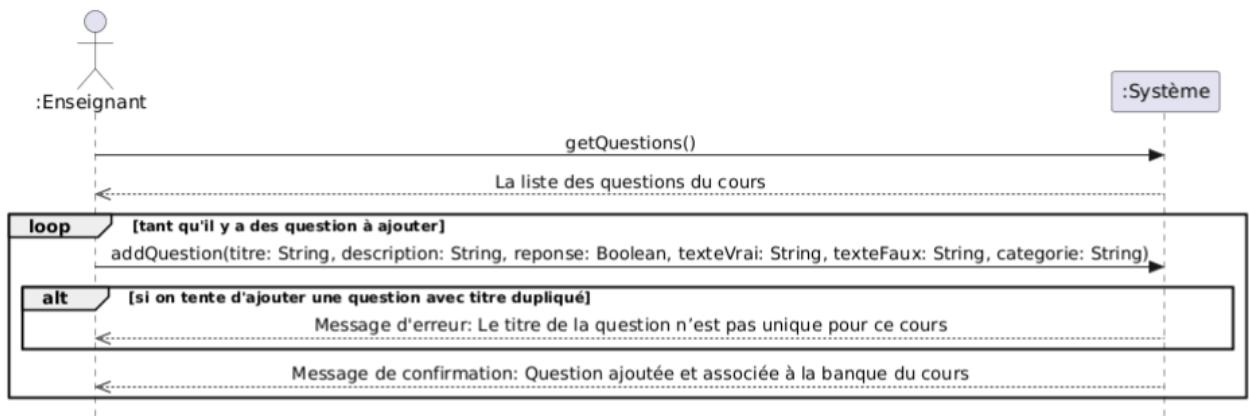 :Enseignant
:Système
getQuestions()
La liste des questions du cours
loop [tant qu'il y a des question à ajouter]
addQuestion(titre: String, description: String, reponse: Boolean, texteVrai: String, texteFaux: String, categorie: String)
alt [si on tente d'ajouter une question avec titre dupliqué]
Message d'erreur: Le titre de la question n’est pas unique pour ce cours
Message de confirmation: Question ajoutée et associée à la banque du cours